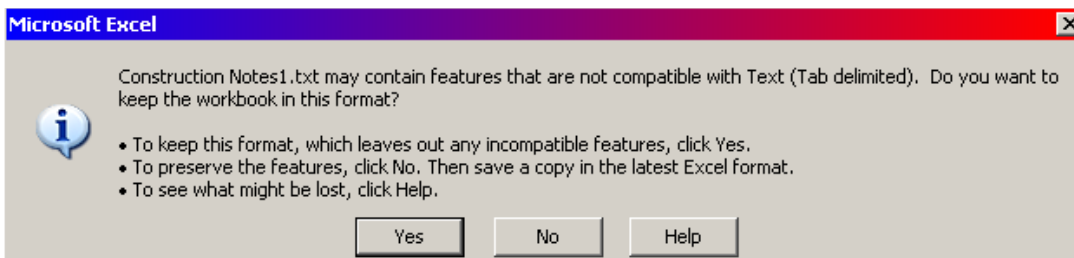 Microsoft Excel
Construction Notes1.txt may contain features that are not compatible with Text (Tab delimited).  Do you want to
keep the workbook in this format?
• To keep this format, which leaves out any incompatible features, click Yes.
• To preserve the features, click No. Then save a copy in the latest Excel format.
• To see what might be lost, click Help.
Yes No Help